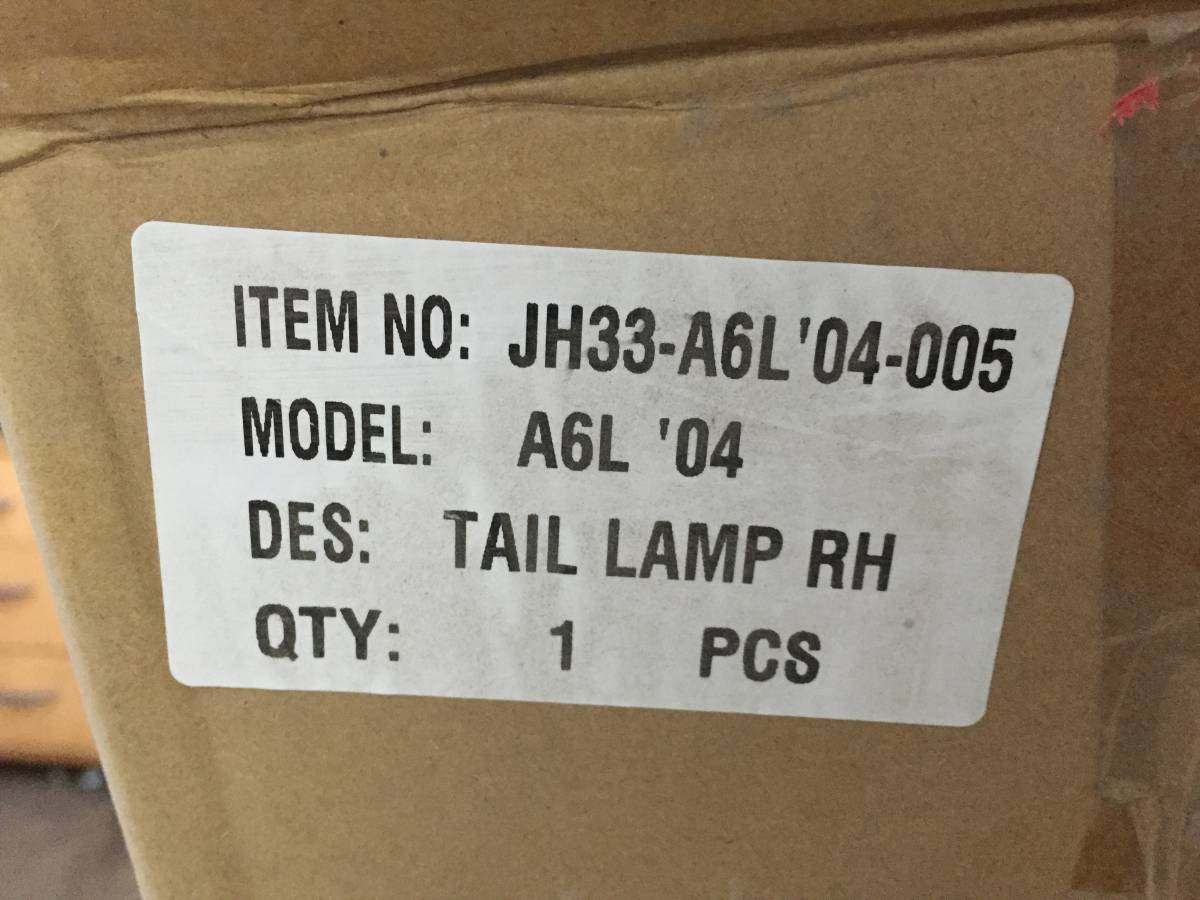 ITEM NO: JH33-A6L'04-005
MODEL: A6L '04
DES: TAIL LAMP RH
QTY: 1 PCS